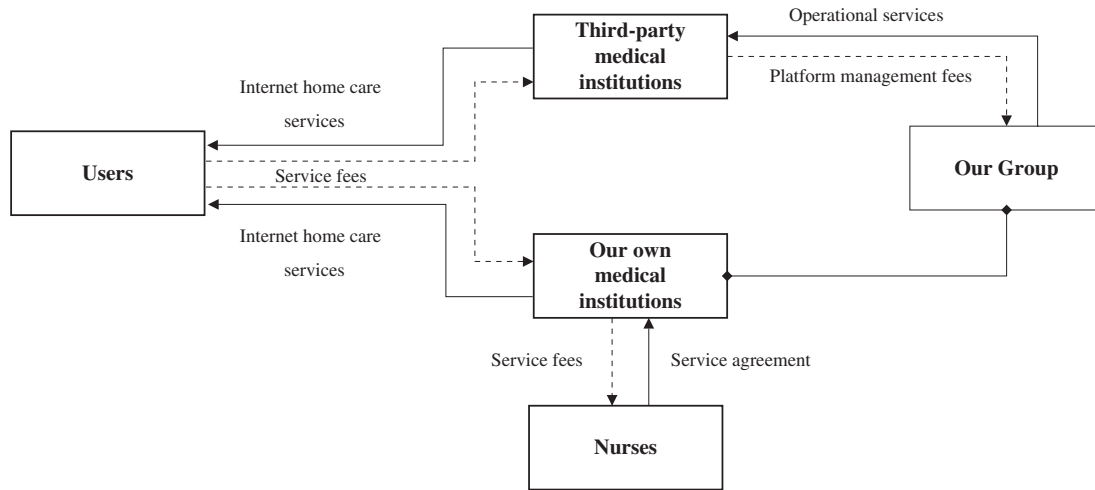 Operational services
Third-party
medical
institutions
Platform management fees
Internet home care
services
Users
Service fees
Our Group
Internet home care
services
Our own
medical
institutions
Service fees
Service agreement
Nurses